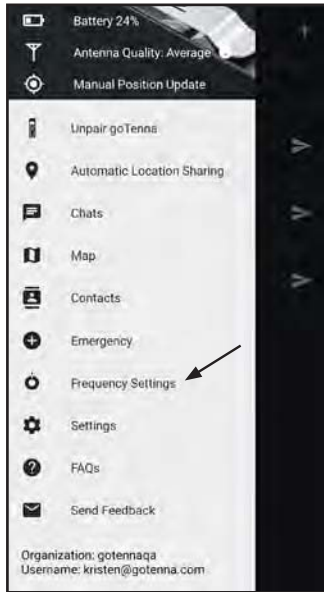 Battery 24%
Antenna Quality: Average
Manual Position Update
Unpair goTenna
Automatic Location Sharing
Chats
Map
Contacts
Emergency
Frequency Settings
Settings
FAQs
Send Feedback
Organization: gotennaqa
Username: kristen@gotenna.com